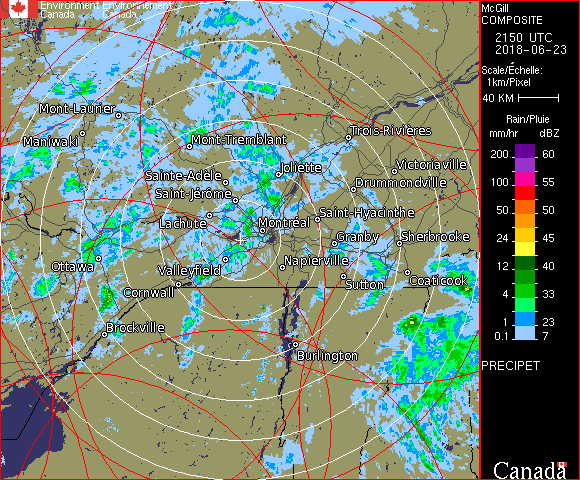 Environment Environnement
Canada Canada
McGill
COMPOSITE
2150 UTC
2018-06-23
Scale/Échelle:
1km/Pixel
40 KM
Rain/Pluie
mm/hr dBZ
200 60
100 55
50 50
24 45
12 40
4 33
1 23
0.1 7
PRECIPET
Canada
Mont-Laurier
Maniwaki
Mont-Tremblant
Trois-Rivières
Joliette
Victoriaville
Sainte-Adèle
Drummondville
Saint-Jérôme
Lachute
Saint-Hyacinthe
Montréal
Granby
Sherbrooke
Ottawa
Valleyfield
Napierville
Sutton
Coaticook
Cornwall
Brockville
Burlington